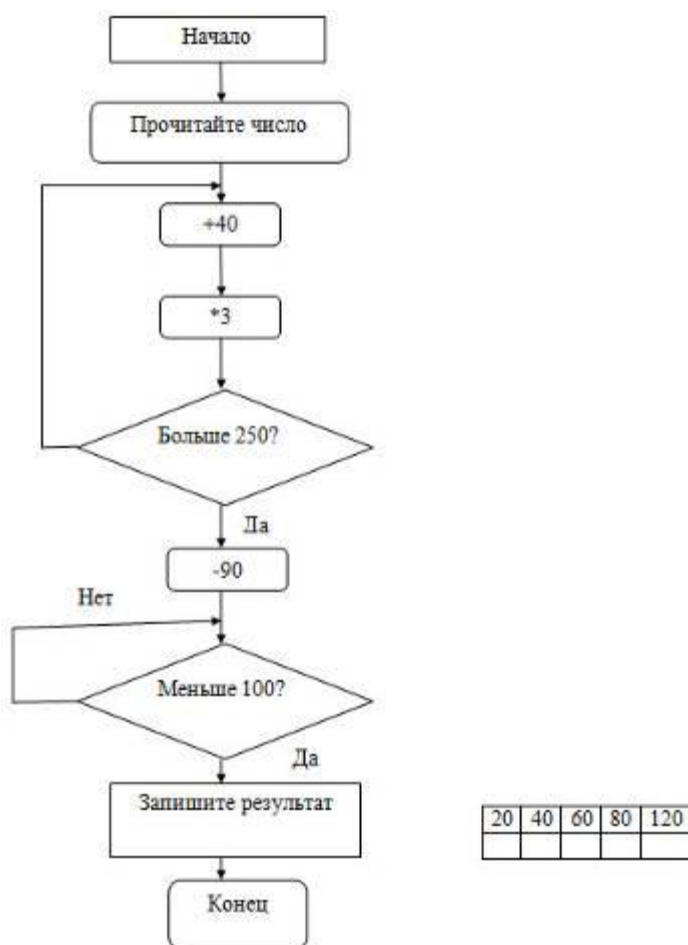 Начало
Прочитайте число
+40
*3
Больше 250?
Да
-90
Нет
Меньше 100?
Да
Запишите результат
20 40 60 80 120
Конец